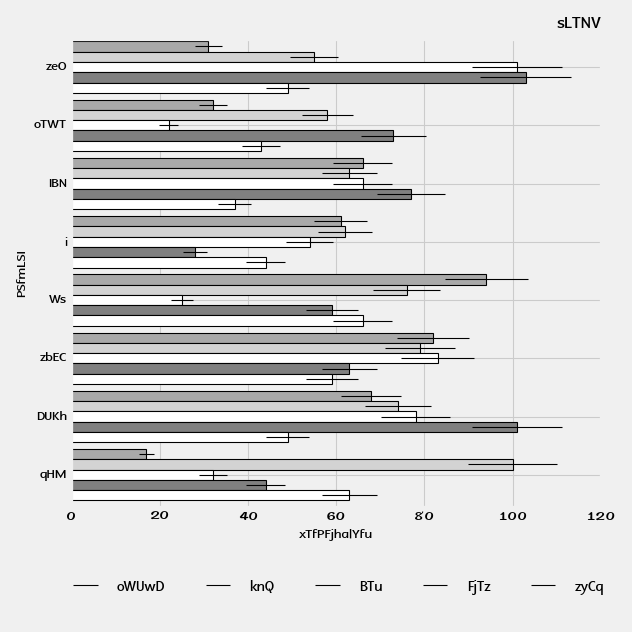 sLTNV
zeO
oTWT
IBN
i
Ws
zbEC
DUKh
qHM
PSfmLSI
0 20 40 60 80 100 120
xTfPFjhalYfu
oWUwD knQ BTu FjTz zyCq